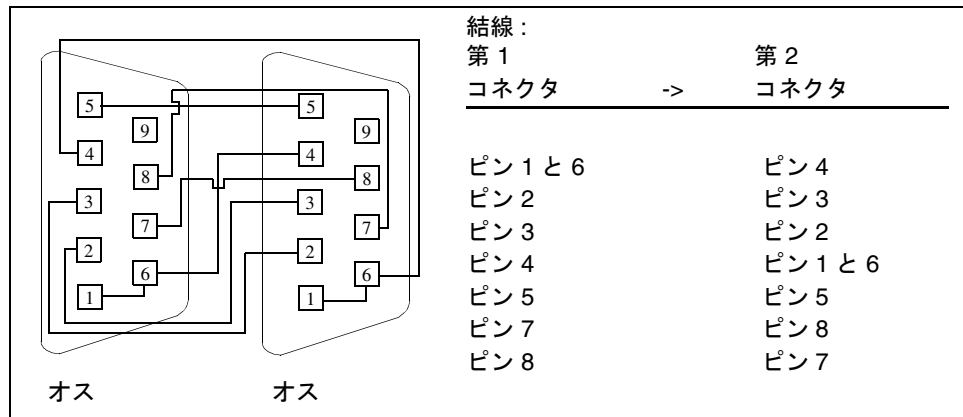 5 5
9 9
4 4
8 8
3 3
7 7
2 2
6 6
1 1
オス オス
結線 :
第 1 第 2
コネクタ -> コネクタ
ピン 1 と 6 ピン 4
ピン 2 ピン 3
ピン 3 ピン 2
ピン 4 ピン 1 と 6
ピン 5 ピン 5
ピン 7 ピン 8
ピン 8 ピン 7